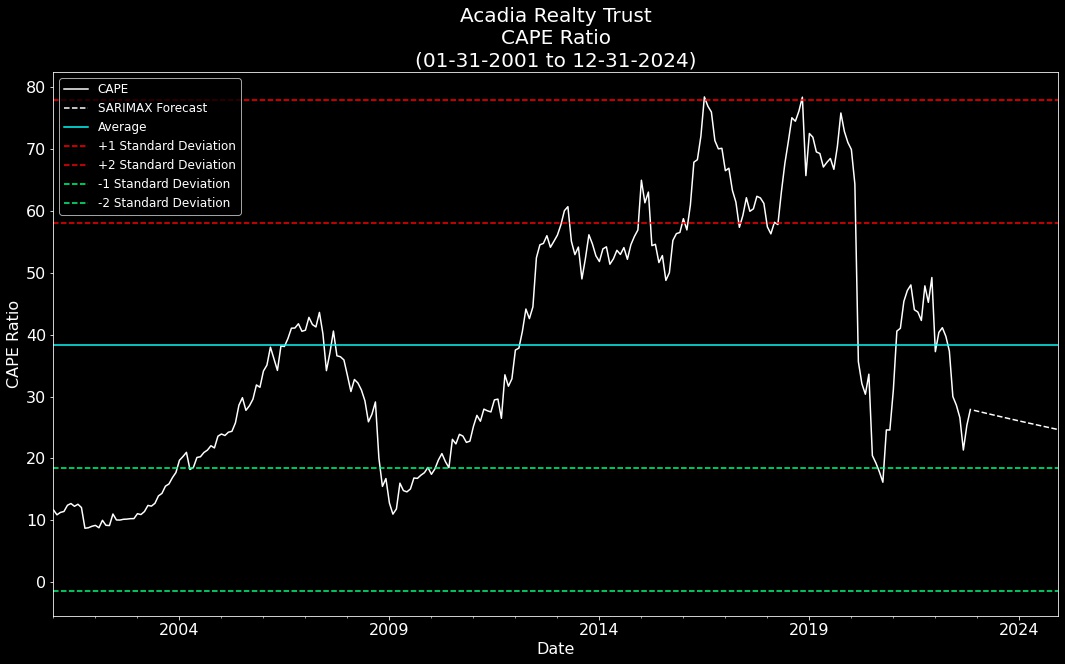 Acadia Realty Trust
CAPE Ratio
(01-31-2001 to 12-31-2024)
CAPE
SARIMAX Forecast
Average
+1 Standard Deviation
+2 Standard Deviation
-1 Standard Deviation
-2 Standard Deviation
80
70
60
50
40
30
20
10
0
CAPE Ratio
2004
2009
2014
2019
2024
Date